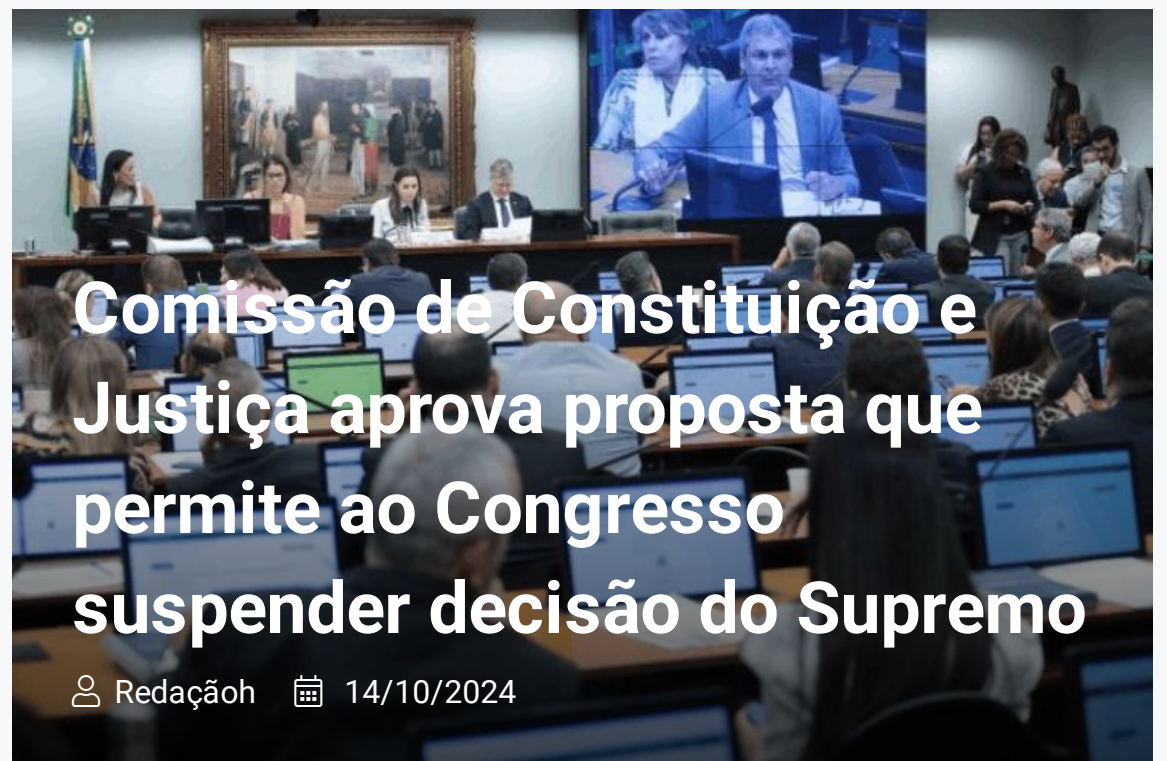 Comissão de Constituição e
Justiça aprova proposta que
permite ao Congresso
suspender decisão do Supremo
Redaçãoh 14/10/2024